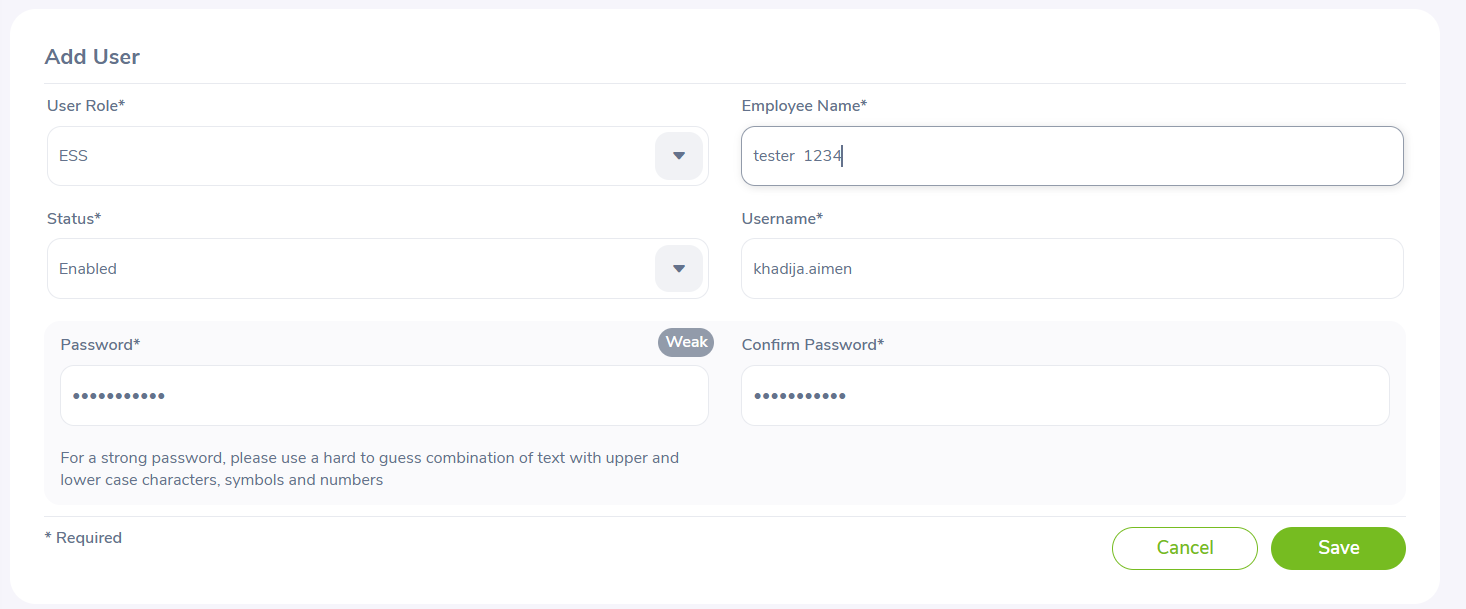 Add User
User Role*
Employee Name*
ESS
tester  1234
Status*
Username*
Enabled
khadija.aimen
Password*
Weak
Confirm Password*
•••••••••••
•••••••••••
For a strong password, please use a hard to guess combination of text with upper and
lower case characters, symbols and numbers
* Required
Cancel
Save